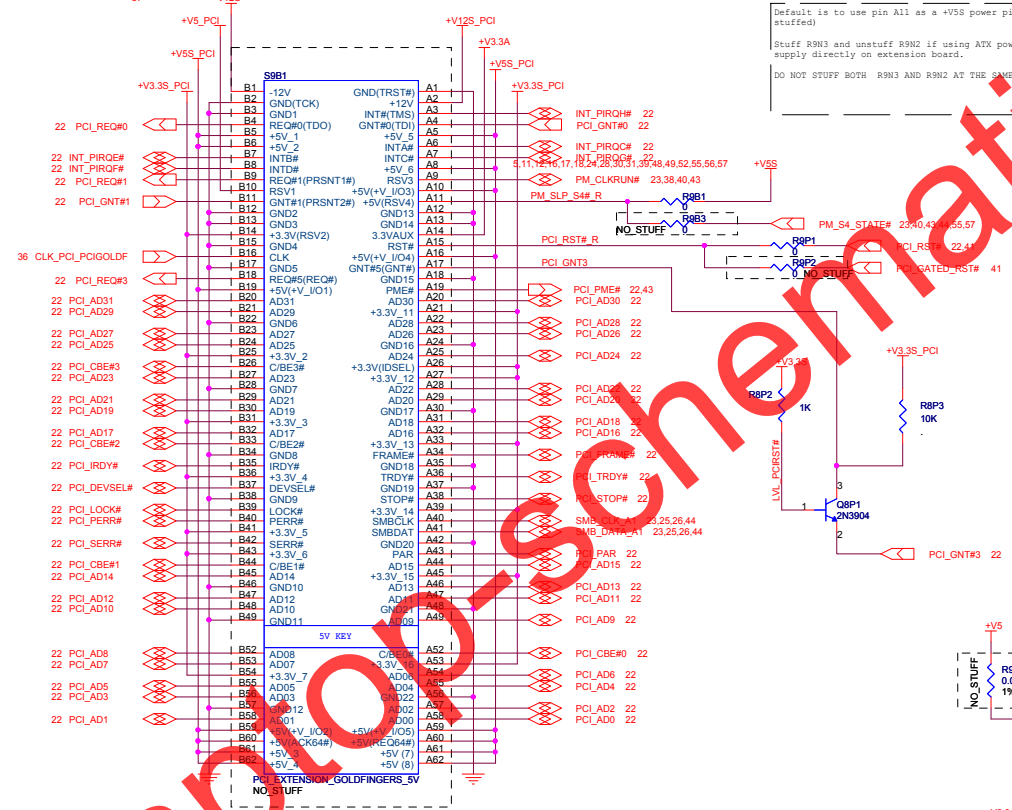 +V12S
Default is to use pin A11 as a +V5S power pi
stuffed)
Stuff R9N3 and unstuff R9N2 if using ATX pow
supply directly on extension board.
DO NOT STUFF BOTH R9N3 AND R9N2 AT THE SAME
+V5_PCI
+V12S_PCI
+V5S_PCI
+V3.3A
+V5S_PCI
+V3.3S_PCI
+V3.3S_PCI
S9B1
B1 -12V GND(TRST#) A1
B2 GND(TCK) +12V A2
B3 GND1 INT#(TMS) A3 INT_PIRQH# 22
22 PCI_REQ#0 B4 REQ#0(TDO) GNT#0(TDI) A4 PCI_GNT#0 22
B5 +5V_1 +5V_5 A5
B6 +5V_2 INTA# A6 INT_PIRQC# 22
22 INT_PIRQE# B7 INTB# INTC# A7 INT_PIRQG# 22
5,11,12,16,17,18,24,28,30,31,39,48,49,52,55,56,57 +V5S
22 INT_PIRQF# B8 INTD# +5V_6 A8
22 PCI_REQ#1 B9 REQ#1(PRSNT1#) RSV3 A9 PM_CLKRUN# 23,38,40,43
B10 RSV1 +5V(+V_I/O3) A10
22 PCI_GNT#1 B11 GNT#1(PRSNT2#) +5V(RSV4) A11 PM_SLP_S4#_R R9B1 0
B12 GND2 GND13 A12
B13 GND3 GND14 A13 NO_STUFF R9B3 0 PM_S4_STATE# 23,40,43,44,55,57
B14 +3.3V(RSV2) 3.3VAUX A14
B15 GND4 RST# A15 PCI_RST#_R R9P1 0 PCI_RST# 22,41
36 CLK_PCI_PCIGOLDF B16 CLK +5V(+V_I/O4) A16
B17 GND5 GNT#5(GNT#) A17 PCI_GNT3 R9P2 0 NO_STUFF PCI_GATED_RST# 41
22 PCI_REQ#3 B18 REQ#5(REQ#) GND15 A18
B19 +5V(+V_I/O1) PME# A19 PCI_PME# 22,43
22 PCI_AD31 B20 AD31 AD30 A20 PCI_AD30 22
22 PCI_AD29 B21 AD29 +3.3V_11 A21
B22 GND6 AD28 A22 PCI_AD28 22
22 PCI_AD27 B23 AD27 AD26 A23 PCI_AD26 22
22 PCI_AD25 B24 AD25 GND16 A24
B25 +3.3V_2 AD24 A25 PCI_AD24 22
22 PCI_CBE#3 B26 C/BE3# +3.3V(IDSEL) A26
22 PCI_AD23 B27 AD23 +3.3V_12 A27
B28 GND7 AD22 A28 PCI_AD22 22
22 PCI_AD21 B29 AD21 AD20 A29 PCI_AD20 22
22 PCI_AD19 B30 AD19 GND17 A30
B31 +3.3V_3 AD18 A31 PCI_AD18 22
22 PCI_AD17 B32 AD17 AD16 A32 PCI_AD16 22
22 PCI_CBE#2 B33 C/BE2# +3.3V_13 A33
B34 GND8 FRAME# A34 PCI_FRAME# 22
22 PCI_IRDY# B35 IRDY# GND18 A35
B36 +3.3V_4 TRDY# A36 PCI_TRDY# 22
22 PCI_DEVSEL# B37 DEVSEL# GND19 A37
B38 GND9 STOP# A38 PCI_STOP# 22
22 PCI_LOCK# B39 LOCK# +3.3V_14 A39
22 PCI_PERR# B40 PERR# SMBCLK A40 SMB_CLK_A1 23,25,26,44
B41 +3.3V_5 SMBDAT A41 SMB_DATA_A1 23,25,26,44
22 PCI_SERR# B42 SERR# GND20 A42
B43 +3.3V_6 PAR A43 PCI_PAR 22
22 PCI_CBE#1 B44 C/BE1# AD15 A44 PCI_AD15 22
22 PCI_AD14 B45 AD14 +3.3V_15 A45
B46 GND10 AD13 A46 PCI_AD13 22
22 PCI_AD12 B47 AD12 AD11 A47 PCI_AD11 22
22 PCI_AD10 B48 AD10 GND21 A48
B49 GND11 AD09 A49 PCI_AD9 22
5V KEY
22 PCI_AD8 B52 AD08 C/BE0# A52 PCI_CBE#0 22
22 PCI_AD7 B53 AD07 +3.3V_16 A53
B54 +3.3V_7 AD06 A54 PCI_AD6 22
22 PCI_AD5 B55 AD05 AD04 A55 PCI_AD4 22
22 PCI_AD3 B56 AD03 GND22 A56
B57 GND12 AD02 A57 PCI_AD2 22
22 PCI_AD1 B58 AD01 AD00 A58 PCI_AD0 22
B59 +5V(+V_I/O2) +5V(+V_I/O5) A59
B60 +5V(ACK64#) +5V(REQ64#) A60
B61 +5V_3 +5V (7) A61
B62 +5V_4 +5V (8) A62
PCI_EXTENSION_GOLDFINGERS_5V
NO_STUFF
+V3.3S
+V3.3S_PCI
R8P2
1K
R8P3
10K
LVL_PCIRST#
3
1
Q8P1
2N3904
2
PCI_GNT#3 22
+V5
NO_STUFF
R9
0.0
1%
ptop-schemati